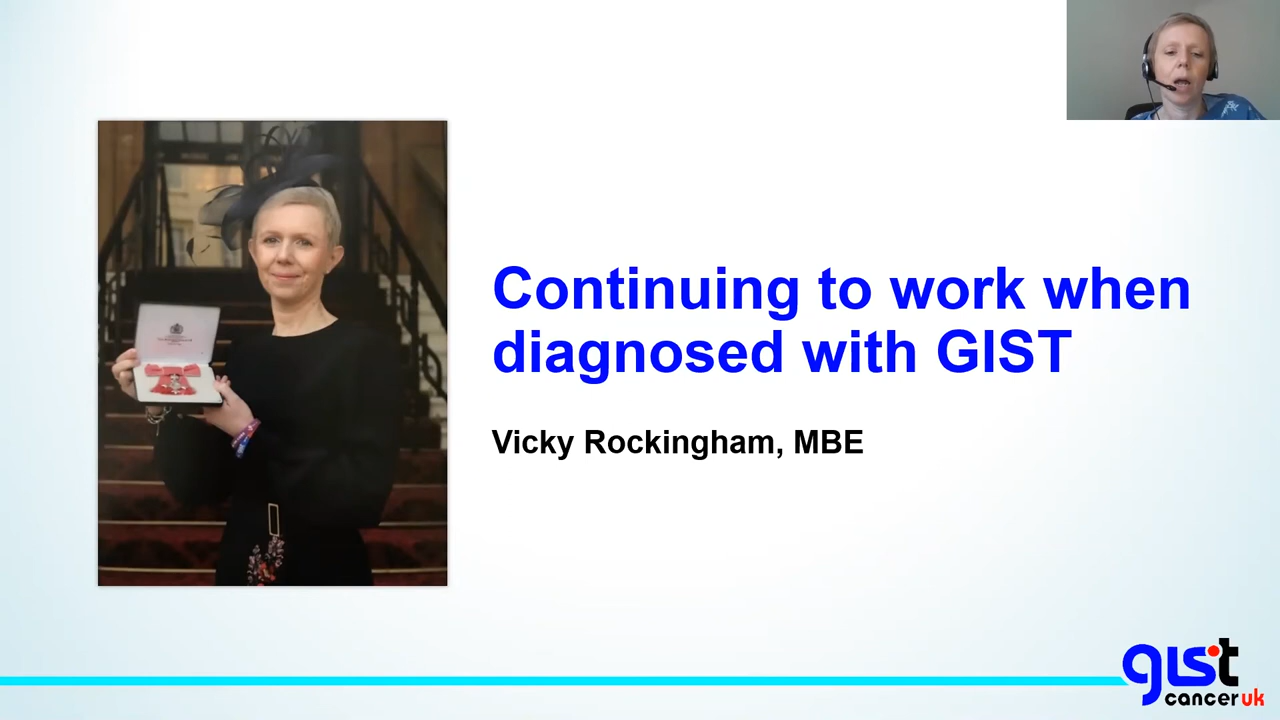 Continuing to work when
diagnosed with GIST
Vicky Rockingham, MBE
gist
cancer uk